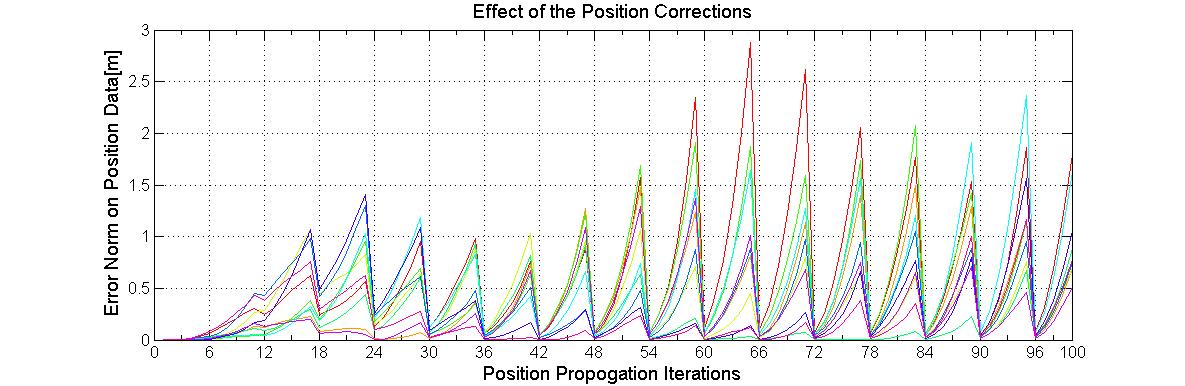 Effect of the Position Corrections
3
2.5
2
1.5
1
0.5
0
Error Norm on Position Data[m]
0 6 12 18 24 30 36 42 48 54 60 66 72 78 84 90 96 100
Position Propogation Iterations